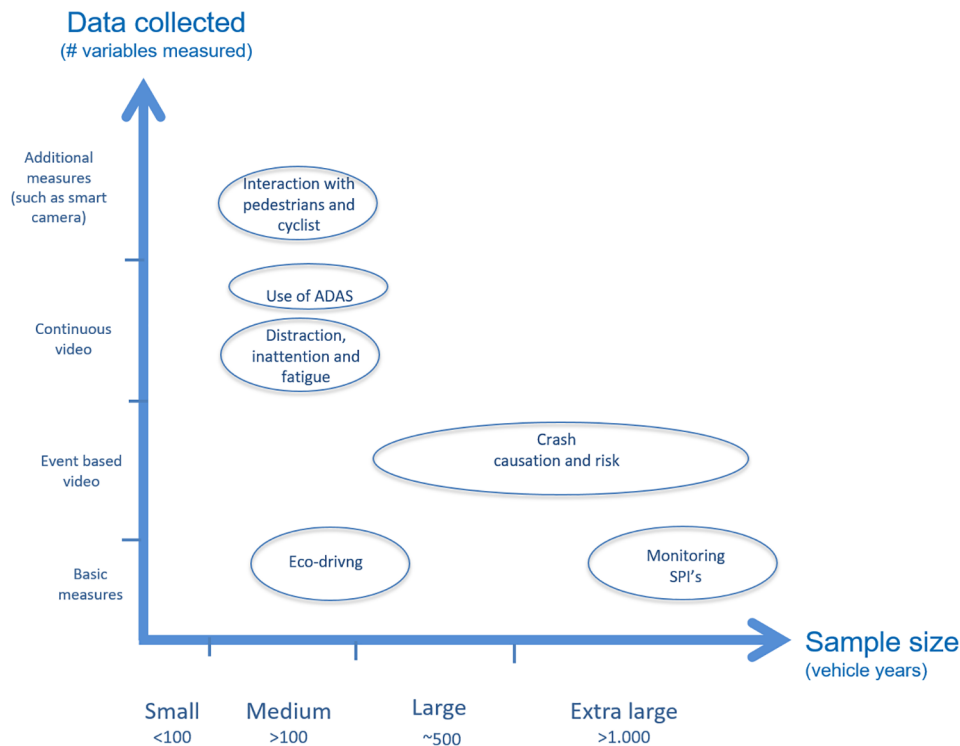 Data collected
(# variables measured)
Additional
measures
(such as smart
camera)
Interaction with
pedestrians and
cyclist
Use of ADAS
Continuous
video
Distraction,
inattention and
fatigue
Event based
video
Crash
causation and risk
Basic
measures
Eco-drivng
Monitoring
SPI's
Sample size
(vehicle years)
Small
<100
Medium
>100
Large
~500
Extra large
>1.000